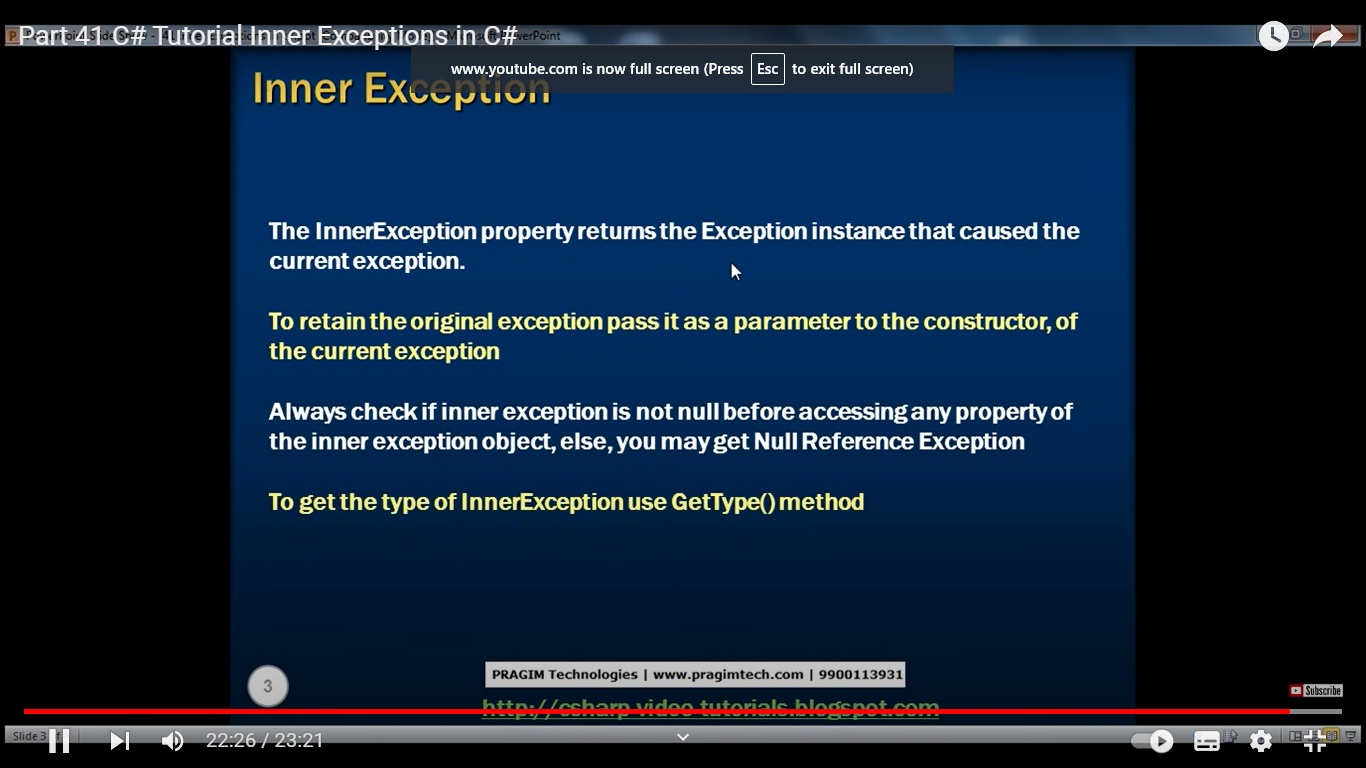 Part 41 C# Tutorial Inner Exceptions in C#
PowerPoint
www.youtube.com is now full screen (Press Esc to exit full screen)
Inner Exception
The InnerException property returns the Exception instance that caused the
current exception.
To retain the original exception pass it as a parameter to the constructor, of
the current exception
Always check if inner exception is not null before accessing any property of
the inner exception object, else, you may get Null Reference Exception
To get the type of InnerException use GetType() method
3
PRAGIM Technologies | www.pragimtech.com | 9900113931
Subscribe
http://csharp-video-tutorials.blogspot.com
Slide 3
22:26 / 23:21